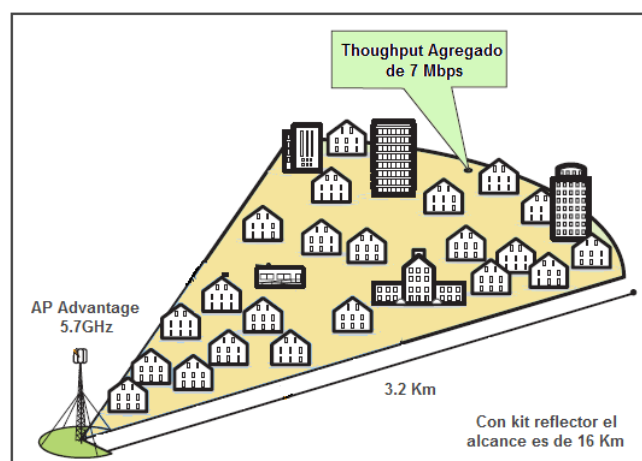 Thoughput Agregado
de 7 Mbps
AP Advantage
5.7GHz
3.2 Km
Con kit reflector el
alcance es de 16 Km